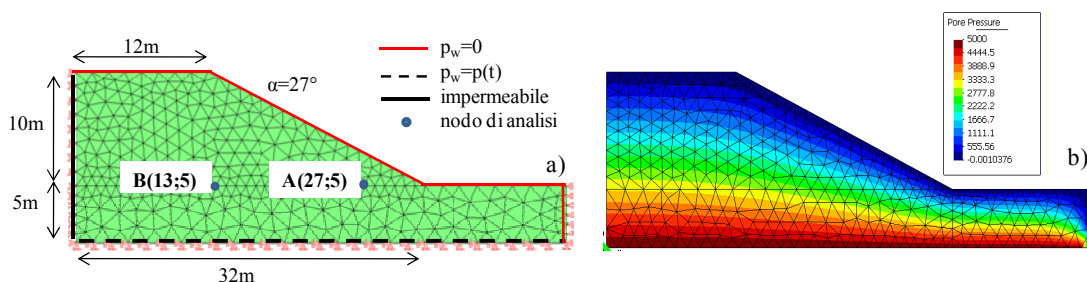 12m
10m
5m
32m
α=27°
B(13;5)
A(27;5)
p_w=0
p_w=p(t)
impermeabile
nodo di analisi
a)
Pore Pressure
5000
4444.5
3888.9
3333.3
2777.8
2222.2
1666.7
1111.1
555.56
-0.0010376
b)